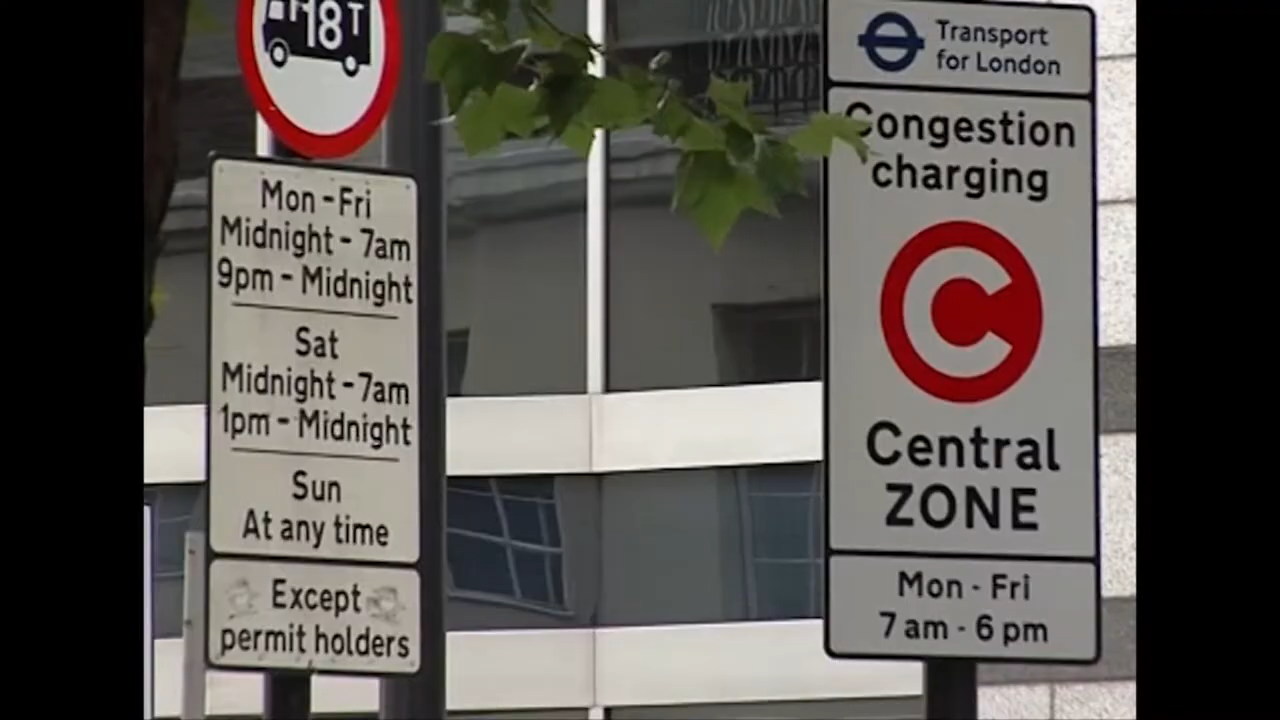 18T
Mon - Fri
Midnight - 7am
9pm - Midnight
Sat
Midnight - 7am
1pm - Midnight
Sun
At any time
Except
permit holders
Transport
for London
Congestion
charging
C
Central
ZONE
Mon - Fri
7 am - 6 pm